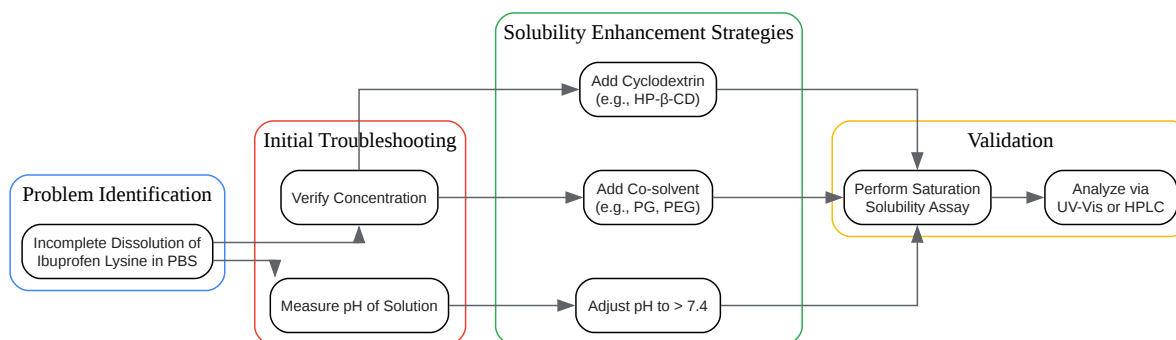 Problem Identification
Incomplete Dissolution of
Ibuprofen Lysine in PBS
Initial Troubleshooting
Verify Concentration
Measure pH of Solution
Solubility Enhancement Strategies
Add Cyclodextrin
(e.g., HP-β-CD)
Add Co-solvent
(e.g., PG, PEG)
Adjust pH to > 7.4
Validation
Perform Saturation
Solubility Assay
Analyze via
UV-Vis or HPLC